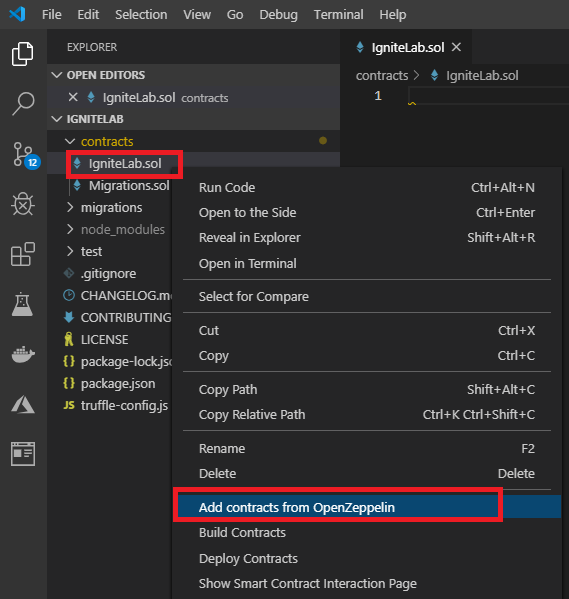 File Edit View Go Debug Terminal Help
EXPLORER
OPEN EDITORS
IgniteLab.sol contracts
IGNITELAB
contracts
IgniteLab.sol
Migrations.sol
migrations
node_modules
test
.gitignore
CHANGELOG.m
CONTRIBUTING
LICENSE
package-lock.jsc
package.json
truffle-config.js
12
IgniteLab.sol
contracts > IgniteLab.sol
1
Run Code Ctrl+Alt+N
Open to the Side Ctrl+Enter
Reveal in Explorer Shift+Alt+R
Open in Terminal
Select for Compare
Cut Ctrl+X
Copy Ctrl+C
Copy Path Shift+Alt+C
Copy Relative Path Ctrl+K Ctrl+Shift+C
Rename F2
Delete Delete
Add contracts from OpenZeppelin
Build Contracts
Deploy Contracts
Show Smart Contract Interaction Page